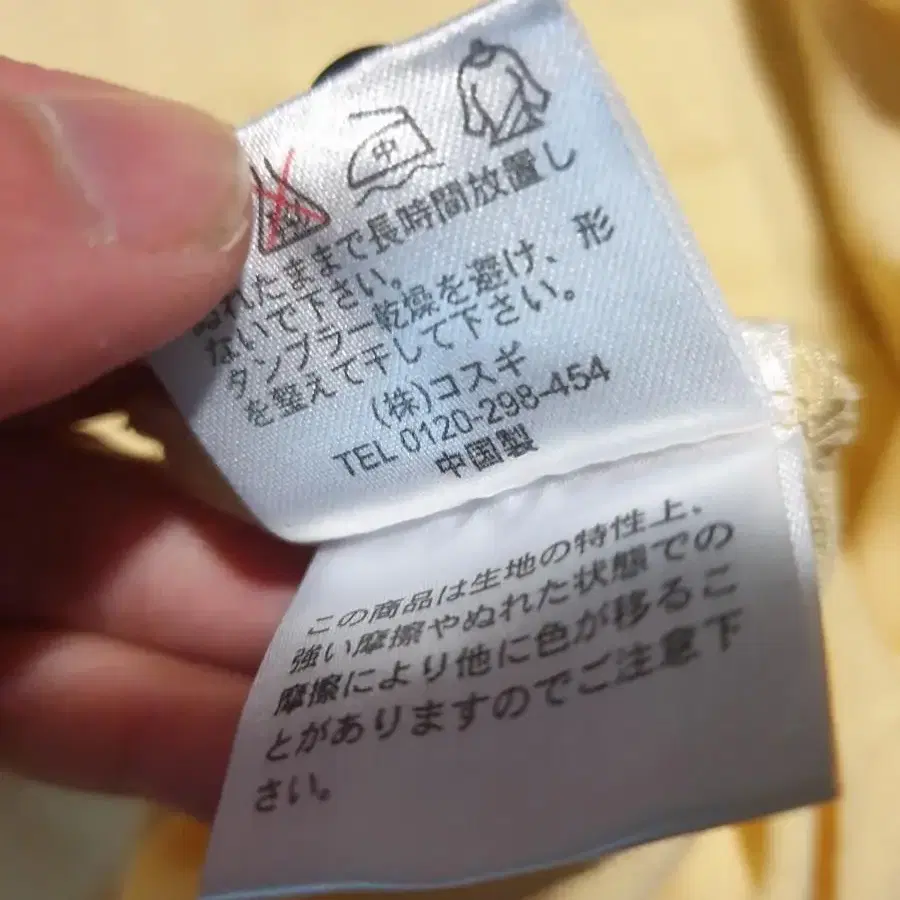 中
ぬれたままで長時間放置し
ないで下さい。
タンブラー乾燥を避け、形
を整えて干して下さい。
(株)コスギ
TEL 0120-298-454
中国製
この商品は生地の特性上、
強い摩擦やぬれた状態での
摩擦により他に色が移るこ
とがありますのでご注意下
さい。